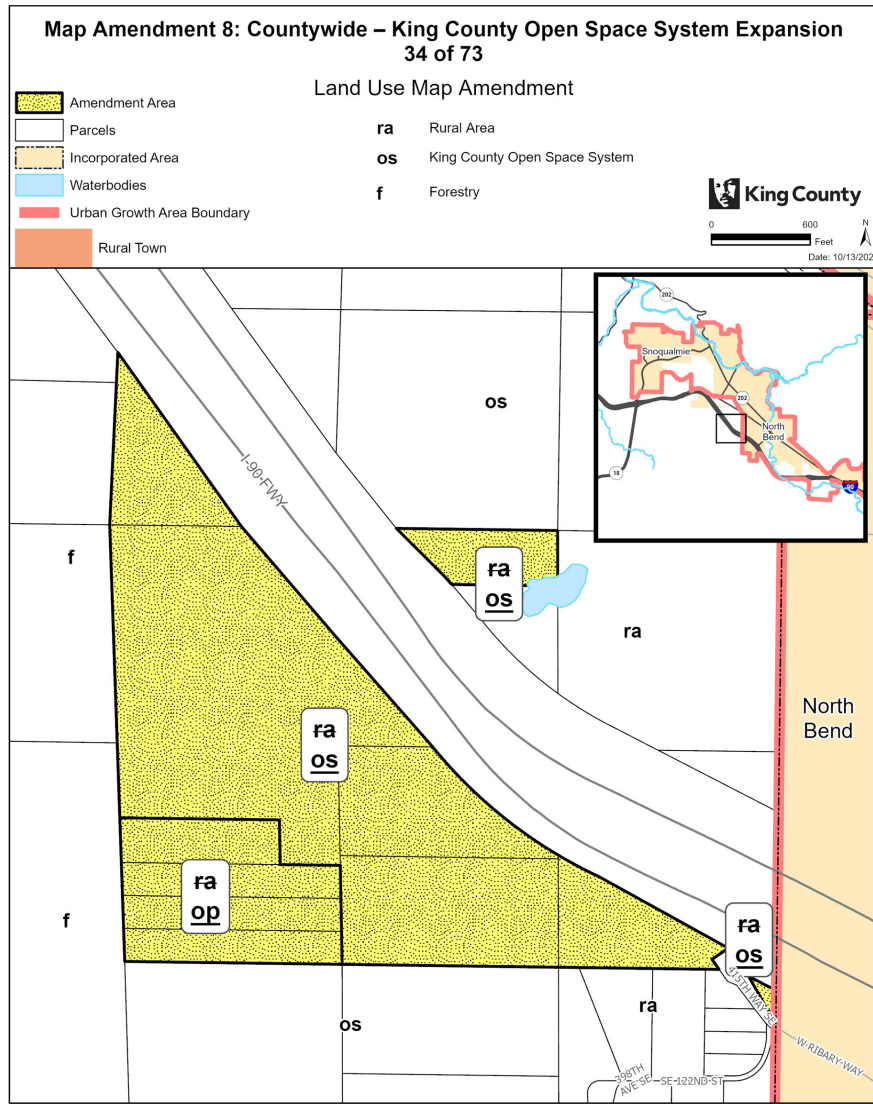 Map Amendment 8: Countywide – King County Open Space System Expansion
34 of 73
Land Use Map Amendment
Amendment Area
Parcels
Incorporated Area
Waterbodies
Urban Growth Area Boundary
Rural Town
ra Rural Area
os King County Open Space System
f Forestry
King County
0 600
Feet
N
Date: 10/13/202
202
Snoqualmie
202
North
Bend
18
90
os
I-90-FWY
f
ra
os
ra
North
Bend
ra
os
ra
op
f
ra
os
415TH WAY SE
os
ra
W RIBARY WAY
398TH
AVE SE
SE 122ND ST